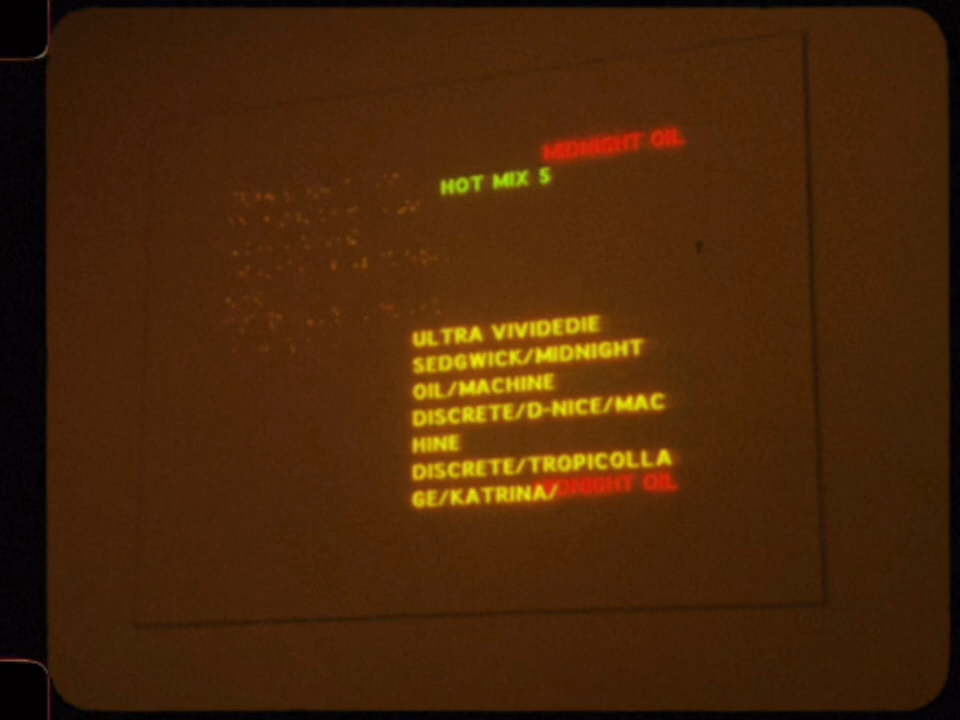 MIDNIGHT OIL
HOT MIX 5
ULTRA VIVIDEDIE
SEDGWICK/MIDNIGHT
OIL/MACHINE
DISCRETE/D-NICE/MAC
HINE
DISCRETE/TROPICOLLA
GE/KATRINA/
MIDNIGHT OIL